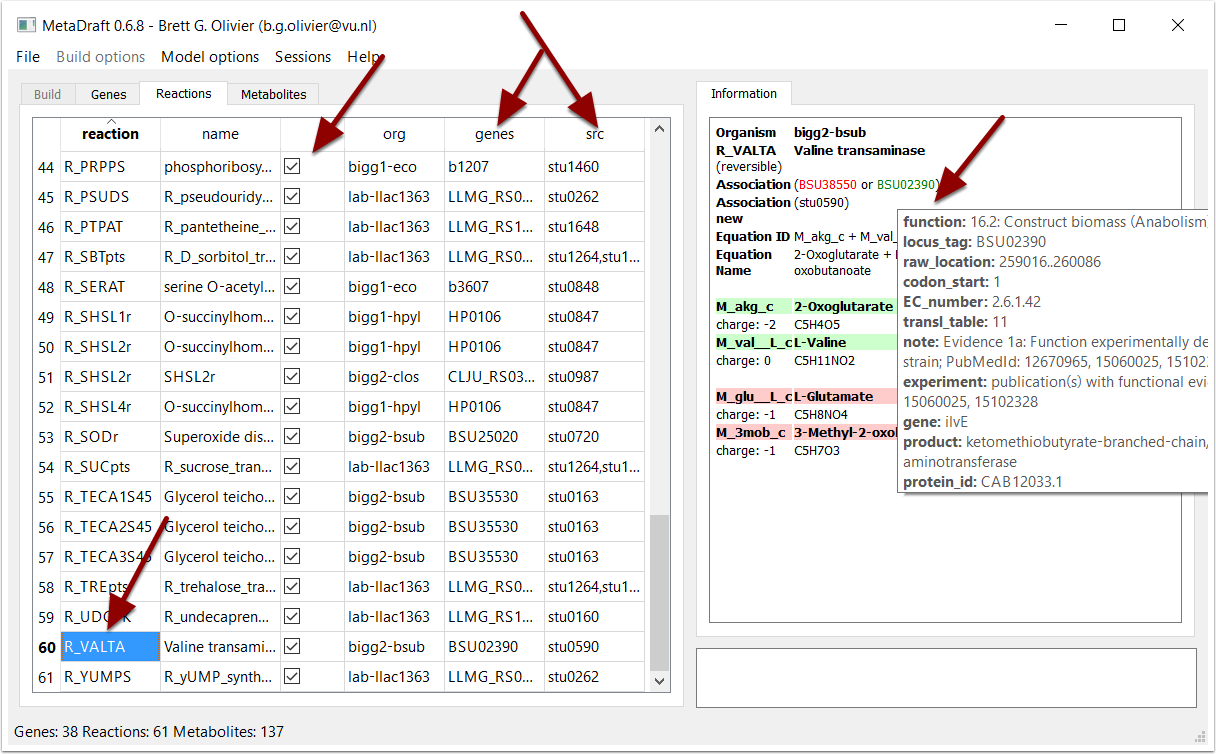 MetaDraft 0.6.8 - Brett G. Olivier (b.g.olivier@vu.nl)
File Build options Model options Sessions Help
Build Genes Reactions Metabolites
reaction name org genes src
44 R_PRPPS phosphoribosy... bigg1-eco b1207 stu1460
45 R_PSUDS R_pseudouridy... lab-llac1363 LLMG_RS0... stu0262
46 R_PTPAT R_pantetheine_... lab-llac1363 LLMG_RS1... stu1648
47 R_SBTpts R_D_sorbitol_tr... lab-llac1363 LLMG_RS0... stu1264,stu1...
48 R_SERAT serine O-acetyl... bigg1-eco b3607 stu0848
49 R_SHSL1r O-succinylhom... bigg1-hpyl HP0106 stu0847
50 R_SHSL2r O-succinylhom... bigg1-hpyl HP0106 stu0847
51 R_SHSL2r SHSL2r bigg2-clos CLJU_RS03... stu0987
52 R_SHSL4r O-succinylhom... bigg1-hpyl HP0106 stu0847
53 R_SODr Superoxide dis... bigg2-bsub BSU25020 stu0720
54 R_SUCpts R_sucrose_tran... lab-llac1363 LLMG_RS0... stu1264,stu1...
55 R_TECA1S45 Glycerol teicho... bigg2-bsub BSU35530 stu0163
56 R_TECA2S45 Glycerol teicho... bigg2-bsub BSU35530 stu0163
57 R_TECA3S45 Glycerol teicho... bigg2-bsub BSU35530 stu0163
58 R_TREpts R_trehalose_tra... lab-llac1363 LLMG_RS0... stu1264,stu1...
59 R_undecapren... lab-llac1363 LLMG_RS1... stu0160
60 R_VALTA Valine transami... bigg2-bsub BSU02390 stu0590
61 R_YUMPS R_yUMP_synth... lab-llac1363 LLMG_RS0... stu0262
Information
Organism bigg2-bsub
R_VALTA Valine transaminase
(reversible)
Association (BSU38550 or BSU02390)
Association (stu0590)
new
Equation ID M_akg_c + M_val_
Equation 2-Oxoglutarate +
Name oxobutanoate
M_akg_c 2-Oxoglutarate
charge: -2 C5H4O5
M_val__L_c L-Valine
charge: 0 C5H11NO2
M_glu__L_c L-Glutamate
charge: -1 C5H8NO4
M_3mob_c 3-Methyl-2-oxo
charge: -1 C5H7O3
function: 16.2: Construct biomass (Anabolism)
locus_tag: BSU02390
raw_location: 259016..260086
codon_start: 1
EC_number: 2.6.1.42
transl_table: 11
note: Evidence 1a: Function experimentally de
strain; PubMedId: 12670965, 15060025, 15102
experiment: publication(s) with functional evi
15060025, 15102328
gene: ilvE
product: ketomethiobutyrate-branched-chain/
aminotransferase
protein_id: CAB12033.1
Genes: 38 Reactions: 61 Metabolites: 137